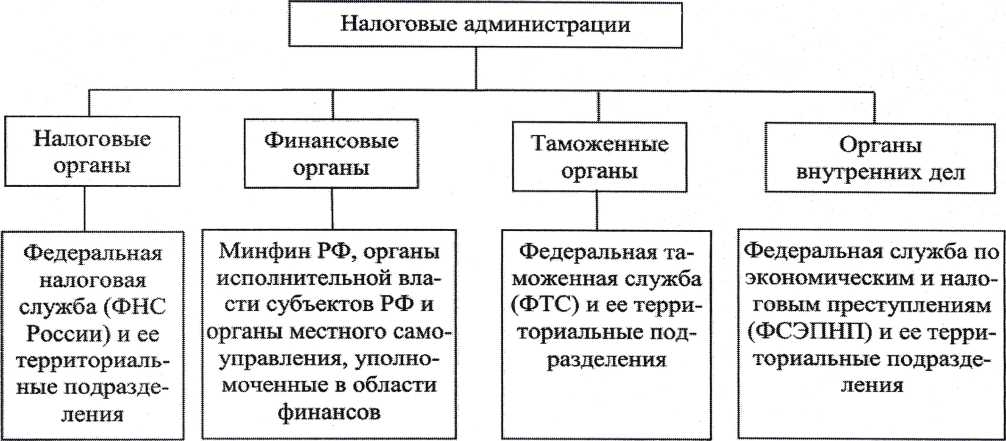 Налоговые администрации
Налоговые
органы
Финансовые
органы
Таможенные
органы
Органы
внутренних дел
Федеральная
налоговая
служба (ФНС
России) и ее
территориаль-
ные подразде-
ления
Минфин РФ, органы
исполнительной вла-
сти субъектов РФ и
органы местного само-
управления, уполно-
моченные в области
финансов
Федеральная та-
моженная служба
(ФТС) и ее терри-
ториальные под-
разделения
Федеральная служба по
экономическим и нало-
говым преступлениям
(ФСЭПНП) и ее терри-
ториальные подразде-
ления